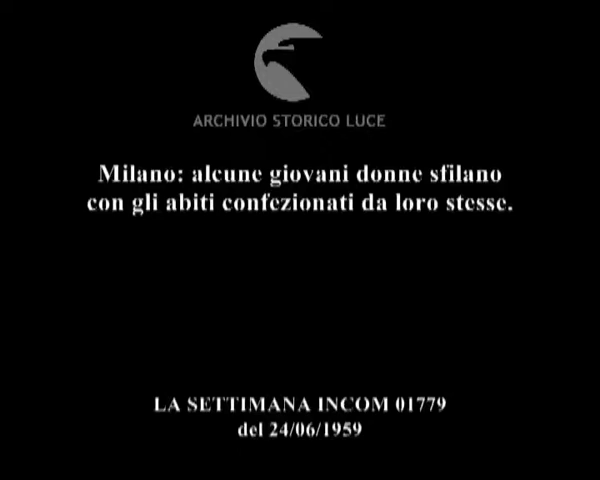 ARCHIVIO STORICO LUCE
Milano: alcune giovani donne sfilano
con gli abiti confezionati da loro stesse.
LA SETTIMANA INCOM 01779
del 24/06/1959